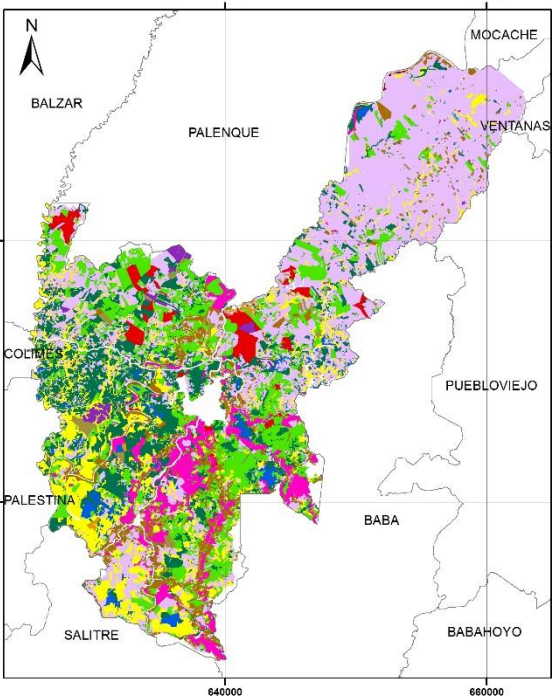 N
MOCACHE
BALZAR
PALENQUE
VENTANAS
COLIMES
PUEBLOVIEJO
PALESTINA
BABA
SALITRE
BABAHOYO
640000
660000